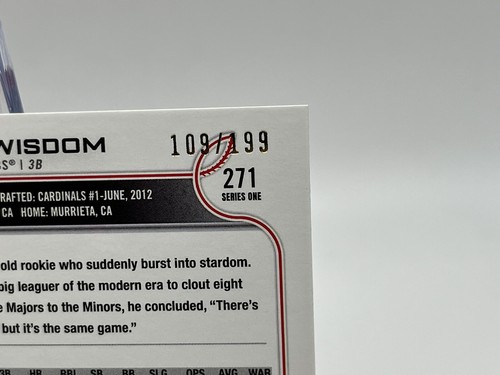 WISDOM 109/199
BS® | 3B
271
SERIES ONE
RAFTED: CARDINALS #1-JUNE, 2012
CA HOME: MURRIETA, CA
old rookie who suddenly burst into stardom.
big leaguer of the modern era to clout eight
e Majors to the Minors, he concluded, “There's
but it's the same game.”
3B HR RBI SB BB SLG OPS AVG WAR